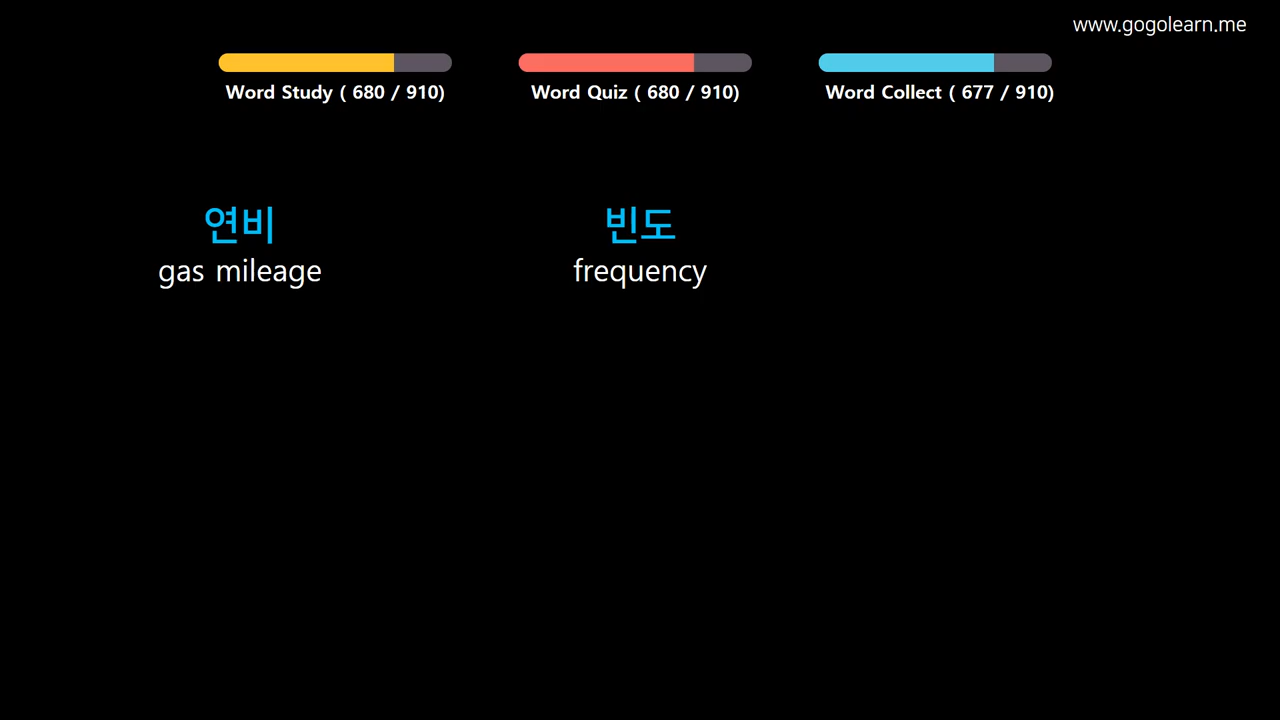 www.gogolearn.me
Word Study ( 680 / 910)
Word Quiz ( 680 / 910)
Word Collect ( 677 / 910)
연비
gas mileage
빈도
frequency